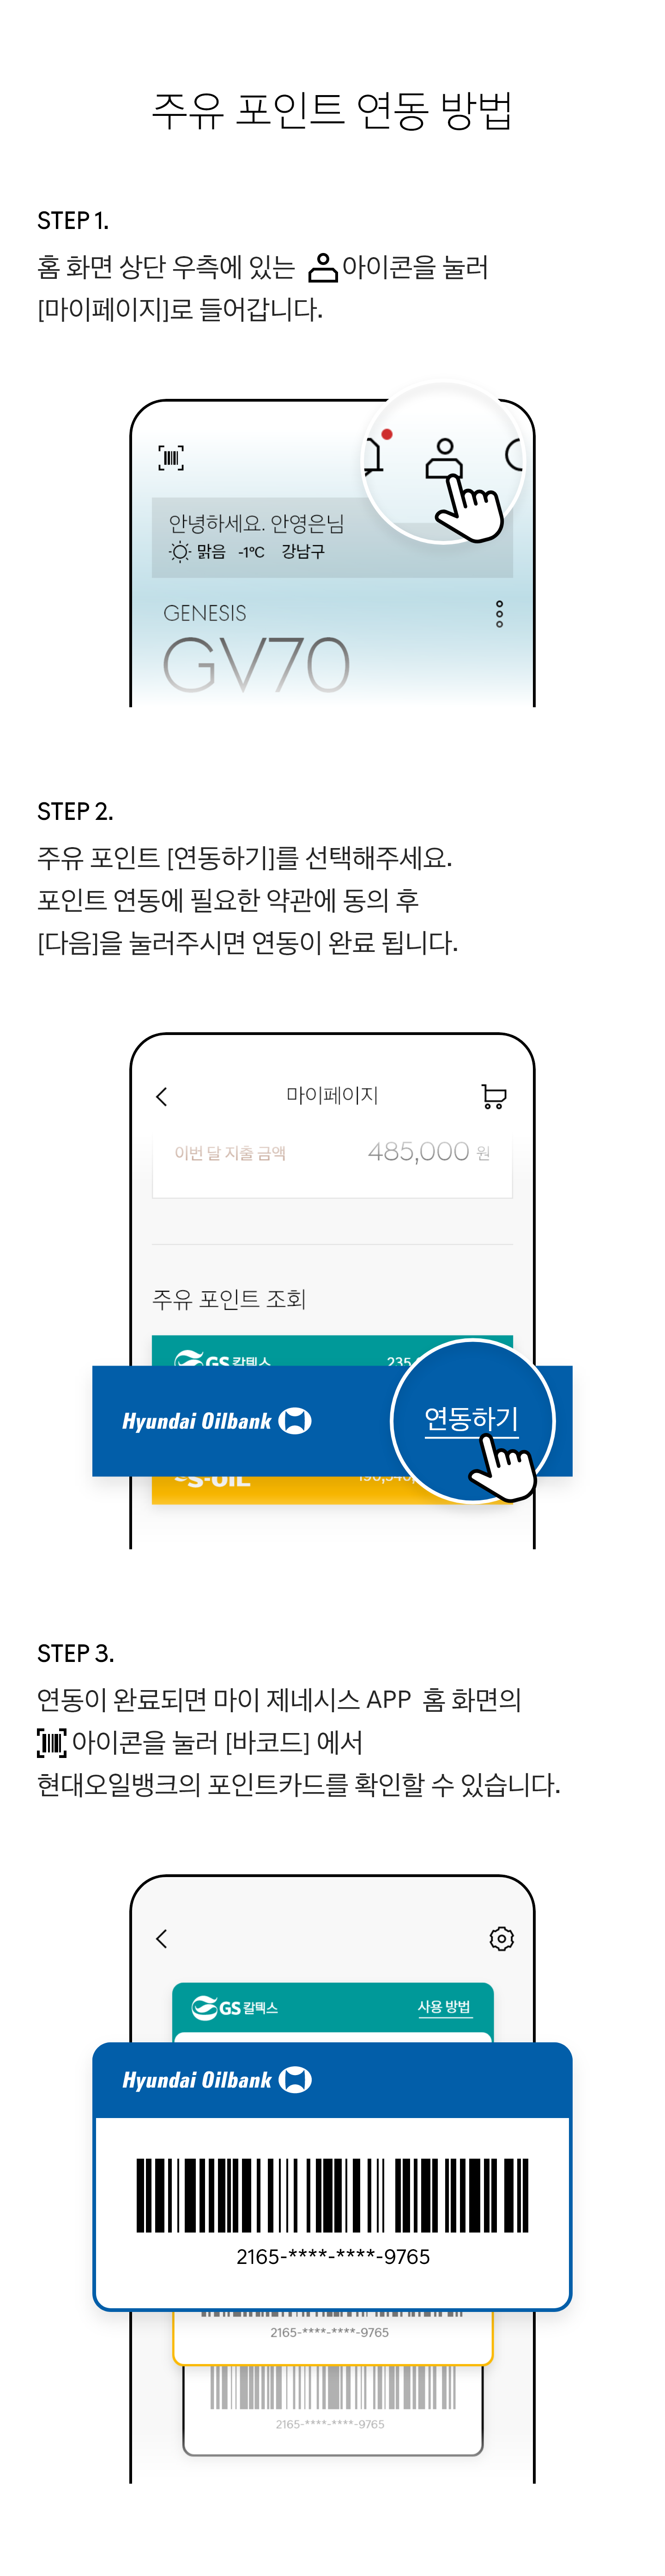 주유 포인트 연동 방법
STEP 1.
홈 화면 상단 우측에 있는 아이콘을 눌러
[마이페이지]로 들어갑니다.
안녕하세요. 안영은님
맑음 -1°C 강남구
GENESIS
GV70
STEP 2.
주유 포인트 [연동하기]를 선택해주세요.
포인트 연동에 필요한 약관에 동의 후
[다음]을 눌러주시면 연동이 완료 됩니다.
마이페이지
이번 달 지출 금액 485,000 원
주유 포인트 조회
GS 칼텍스 235
Hyundai Oilbank 연동하기
S-OIL
STEP 3.
연동이 완료되면 마이 제네시스 APP 홈 화면의
아이콘을 눌러 [바코드] 에서
현대오일뱅크의 포인트카드를 확인할 수 있습니다.
GS 칼텍스 사용 방법
Hyundai Oilbank
2165-****-****-9765
2165-****-****-9765
2165-****-****-9765